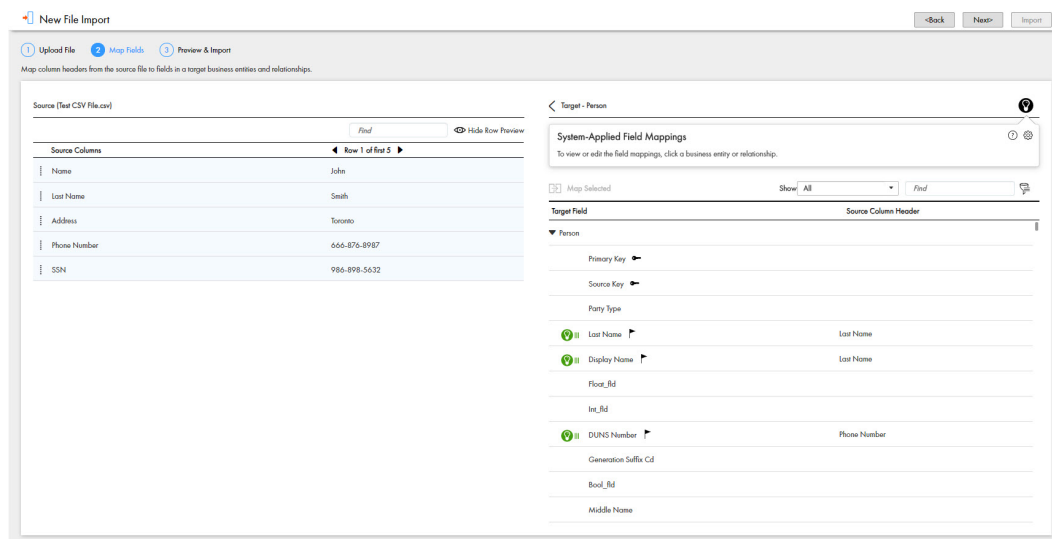 New File Import
<Back Next> Import
1 Upload File 2 Map Fields 3 Preview & Import
Map column headers from the source file to fields in a target business entities and relationships.
Source (Test CSV File.csv)
Find Hide Row Preview
Source Columns Row 1 of first 5
Name John
Last Name Smith
Address Toronto
Phone Number 666-876-8987
SSN 986-898-5632
Target - Person
System-Applied Field Mappings
To view or edit the field mappings, click a business entity or relationship.
Map Selected Show All Find
Target Field Source Column Header
Person
Primary Key
Source Key
Party Type
Last Name Last Name
Display Name Last Name
Float_fld
Int_fld
DUNS Number Phone Number
Generation Suffix Cd
Bool_fld
Middle Name